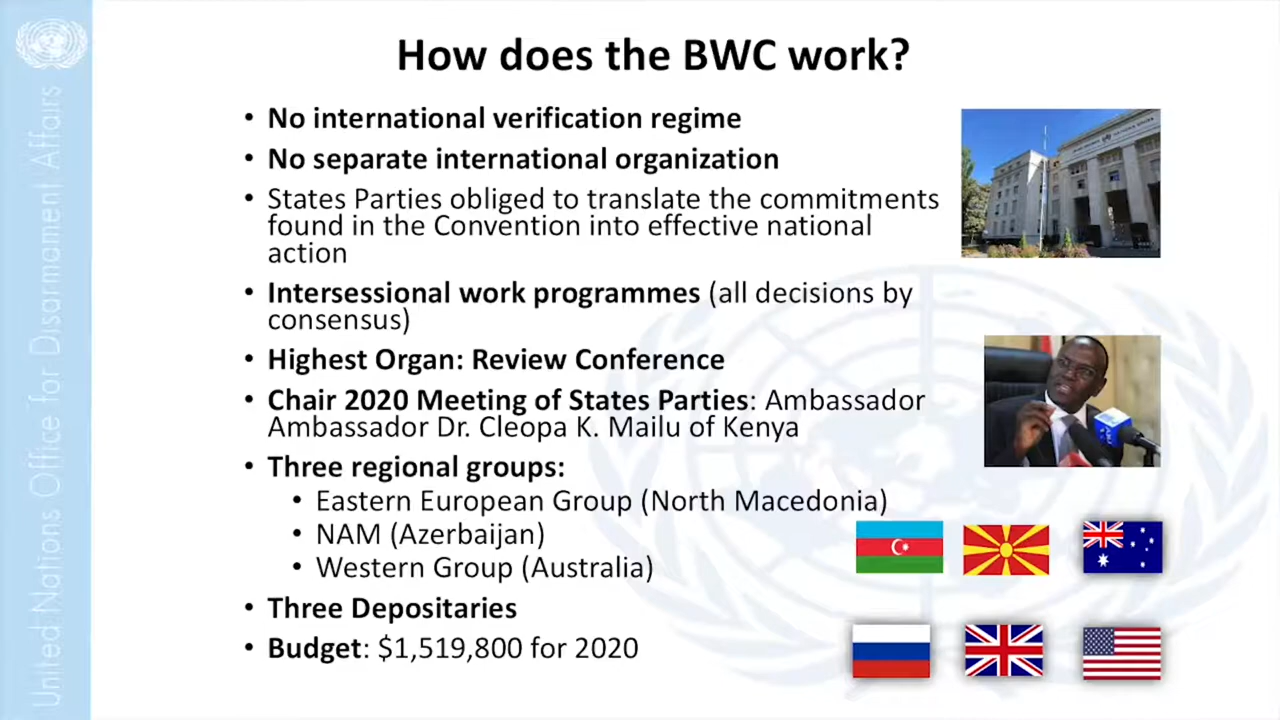 How does the BWC work?
• No international verification regime
• No separate international organization
• States Parties obliged to translate the commitments
found in the Convention into effective national
action
• Intersessional work programmes (all decisions by
consensus)
• Highest Organ: Review Conference
• Chair 2020 Meeting of States Parties: Ambassador
Ambassador Dr. Cleopa K. Mailu of Kenya
• Three regional groups:
• Eastern European Group (North Macedonia)
• NAM (Azerbaijan)
• Western Group (Australia)
• Three Depositaries
• Budget: $1,519,800 for 2020
United Nations Office for Disarmament Affairs